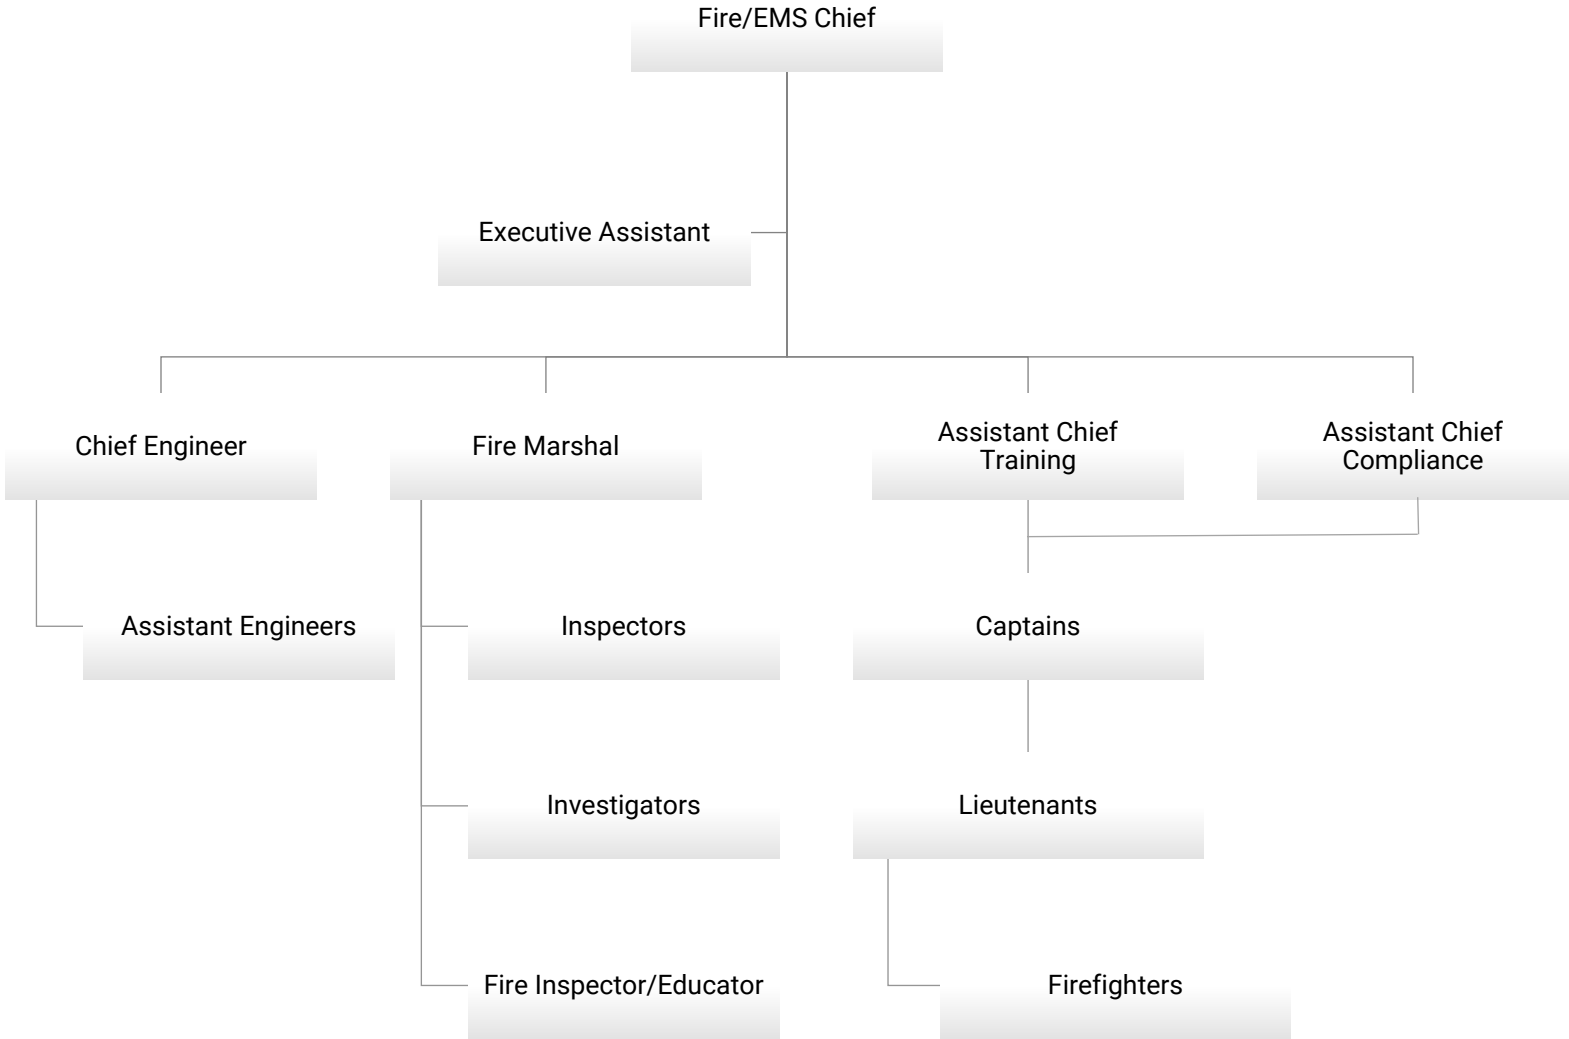 Fire/EMS Chief
Executive Assistant
Chief Engineer
Fire Marshal
Assistant Chief
Training
Assistant Chief
Compliance
Assistant Engineers
Inspectors
Captains
Investigators
Lieutenants
Fire Inspector/Educator
Firefighters